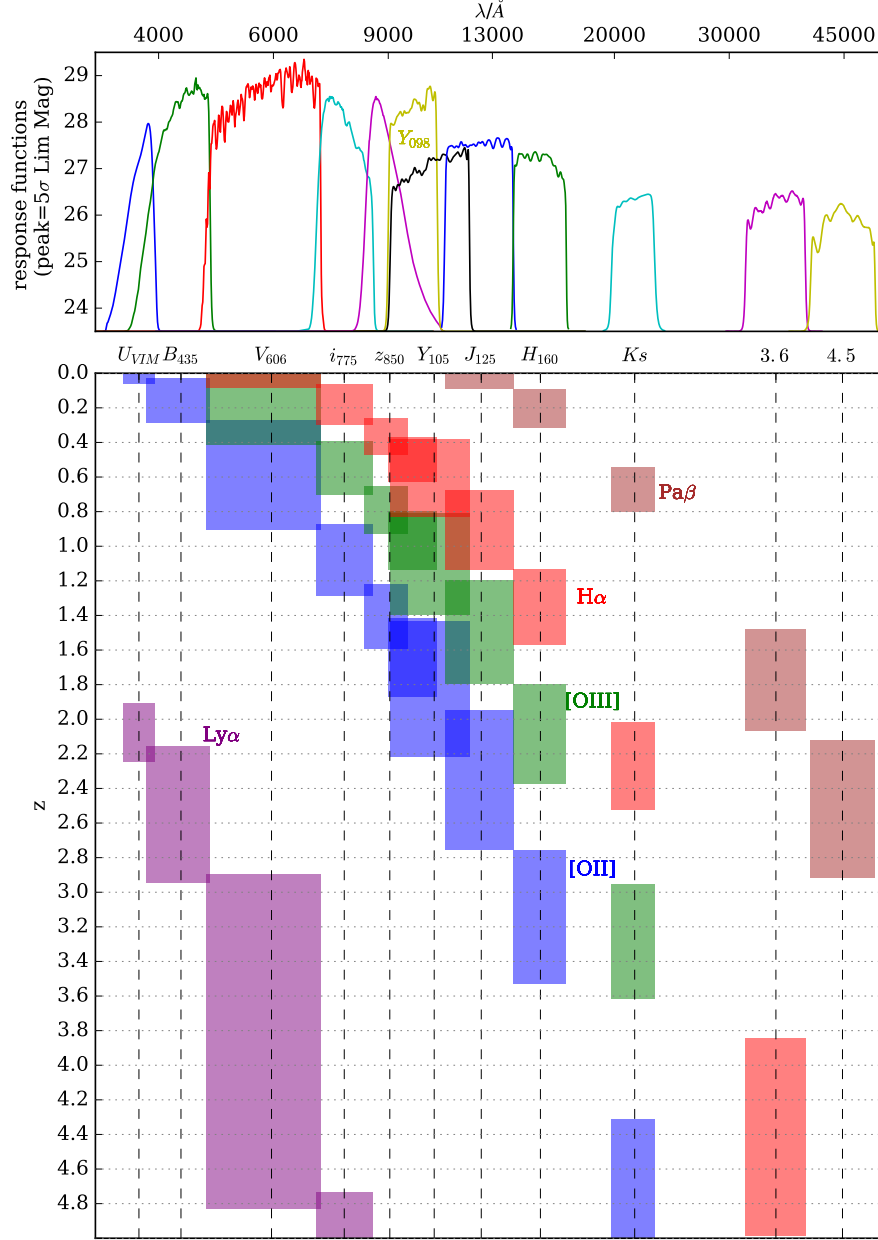 λ/Å
4000 6000 9000 13000 20000 30000 45000
response functions
(peak=5σ Lim Mag)
29
28
27
26
25
24
Y098
UVIM B435 V606 i775 z850 Y105 J125 H160 Ks 3.6 4.5
z
0.0
0.2
0.4
0.6
0.8
1.0
1.2
1.4
1.6
1.8
2.0
2.2
2.4
2.6
2.8
3.0
3.2
3.4
3.6
3.8
4.0
4.2
4.4
4.6
4.8
Paβ
Hα
[OIII]
Lyα
[OII]